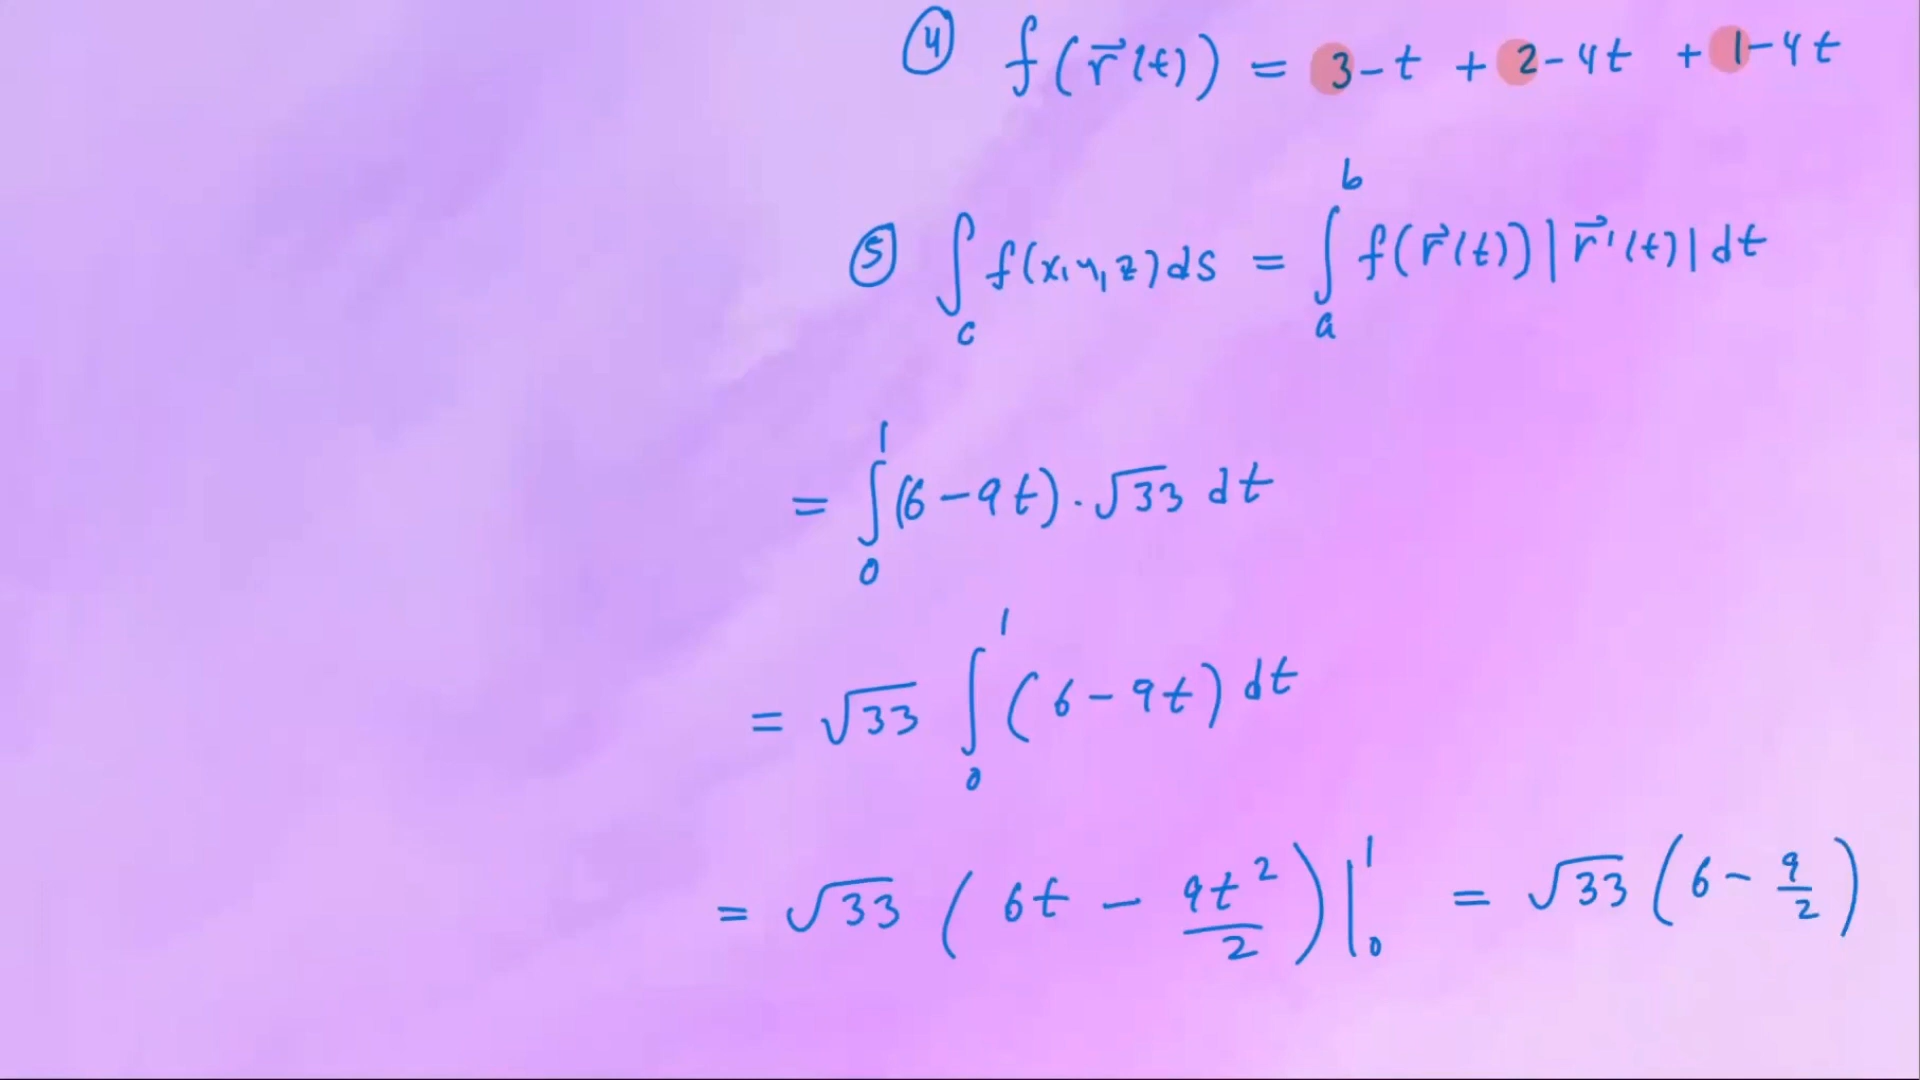 ④ f(r⃗(t)) = 3-t + 2-4t + 1-4t
⑤ ∫_c f(x,y,z)ds = ∫_a^b f(r⃗(t))|r⃗'(t)|dt
= ∫_0^1 (6-9t)·√33 dt
= √33 ∫_0^1 (6-9t) dt
= √33 (6t - 9t²/2)|_0^1 = √33 (6 - 9/2)